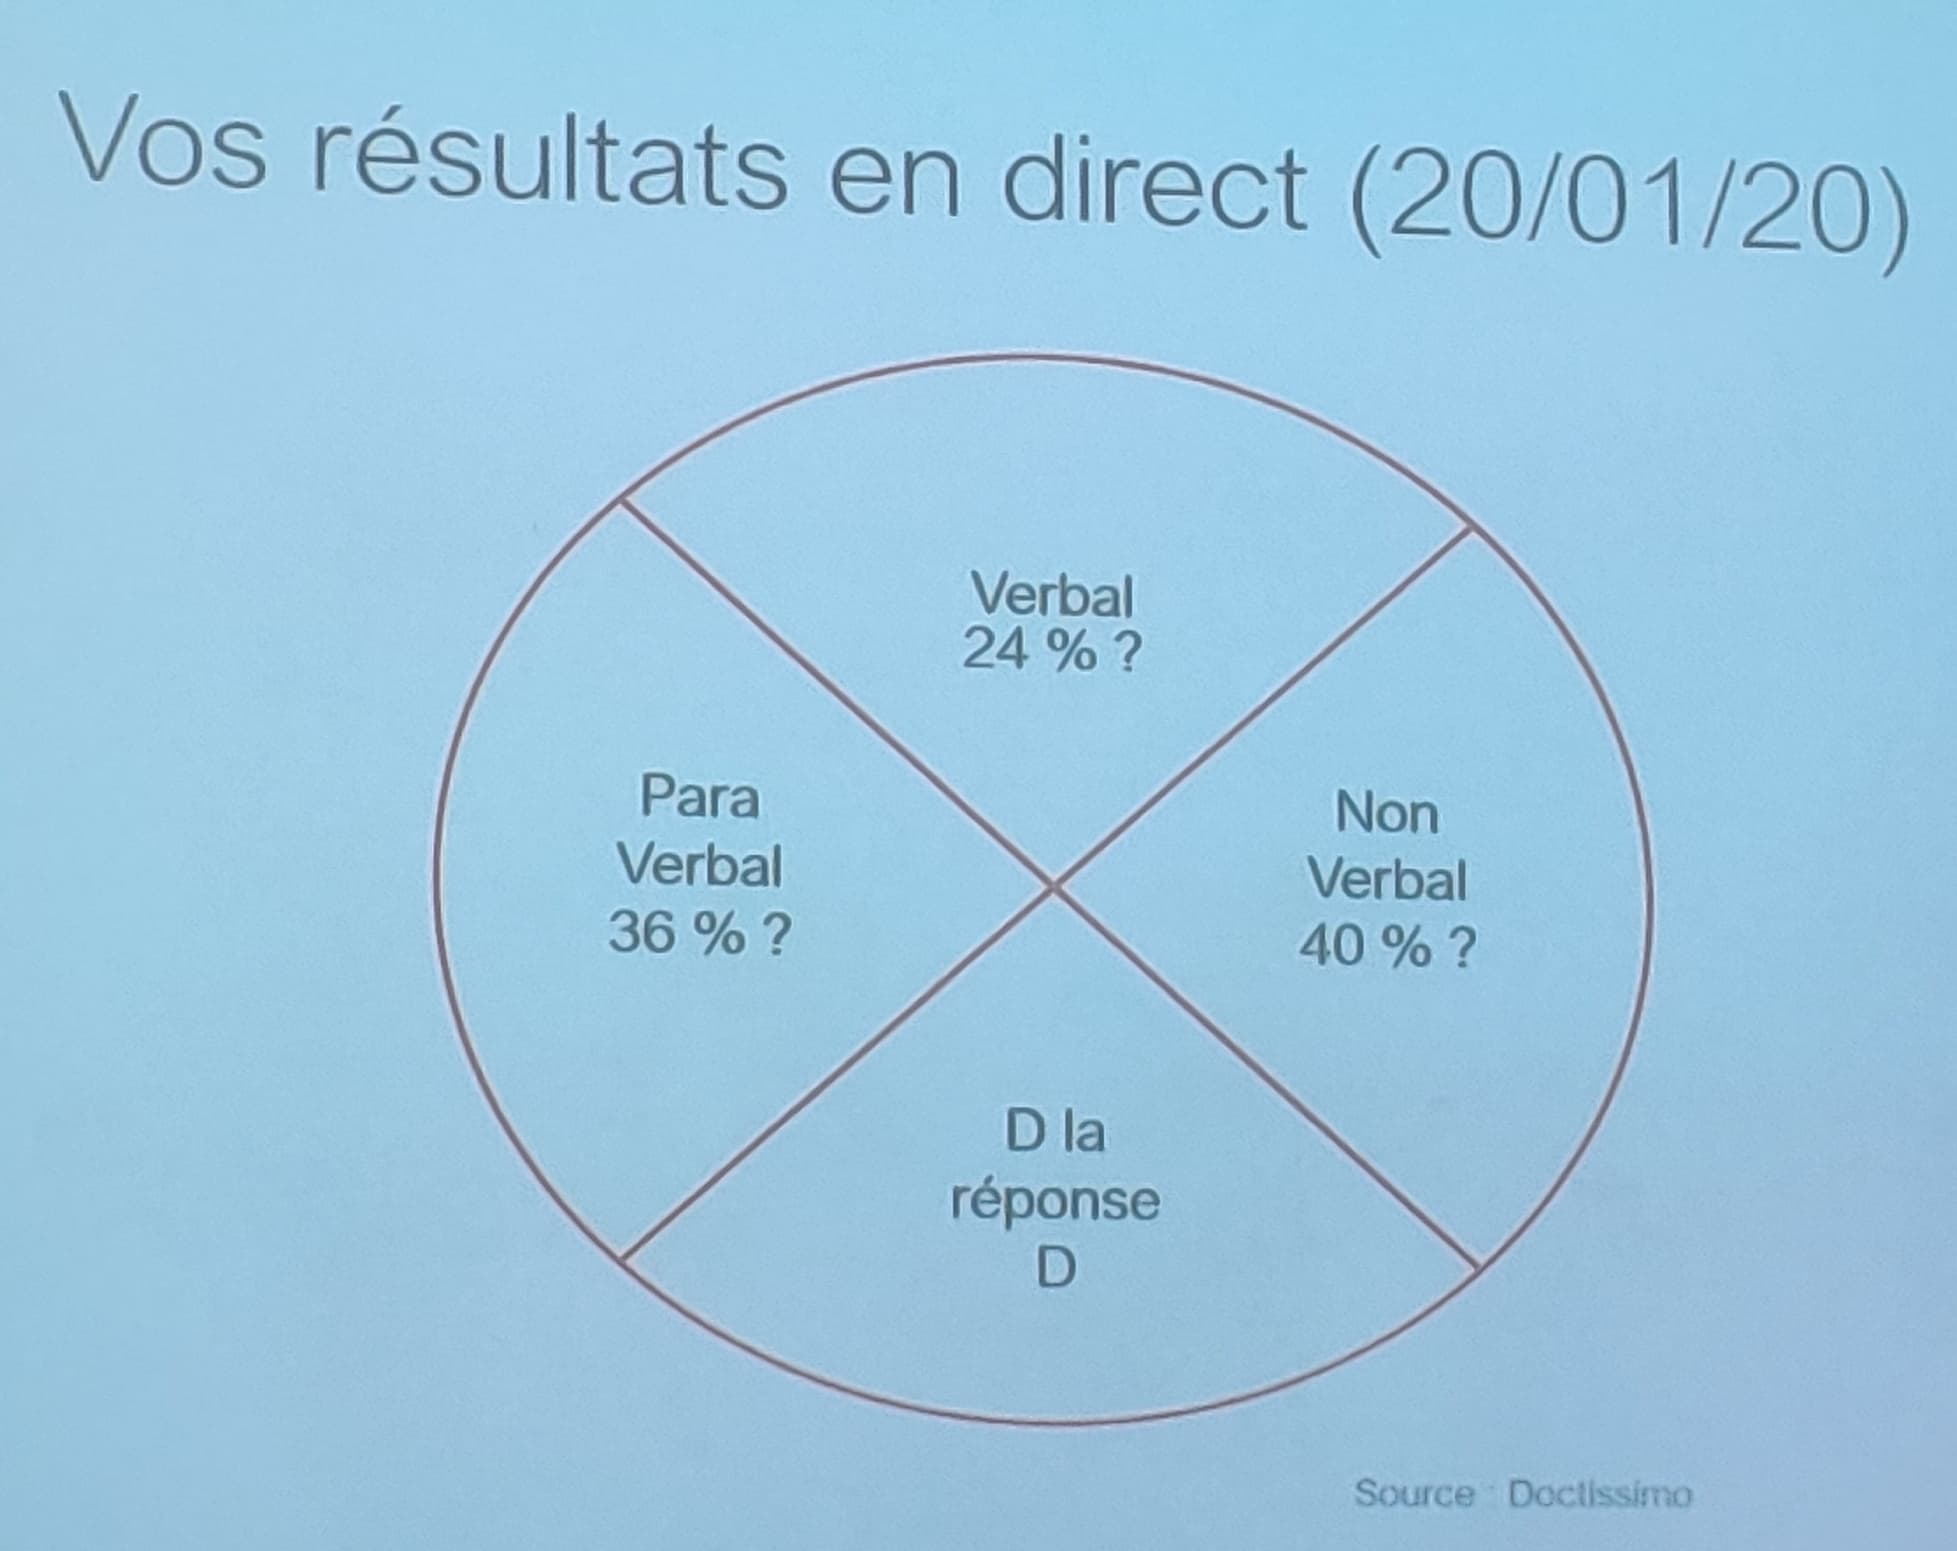 Vos résultats en direct (20/01/20)
Verbal
24 % ?
Para
Verbal
36 % ?
Non
Verbal
40 % ?
D la
réponse
D
Source : Doctissimo